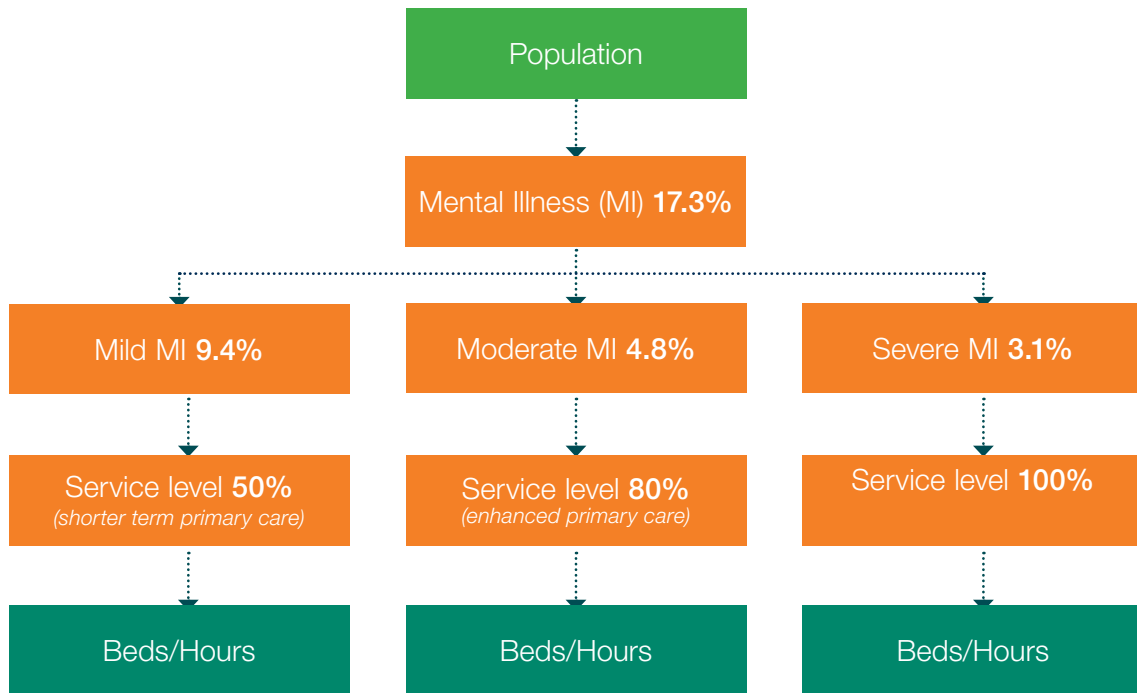 Population
Mental Illness (MI) 17.3%
Mild MI 9.4%
Moderate MI 4.8%
Severe MI 3.1%
Service level 50%
(shorter term primary care)
Service level 80%
(enhanced primary care)
Service level 100%
Beds/Hours
Beds/Hours
Beds/Hours